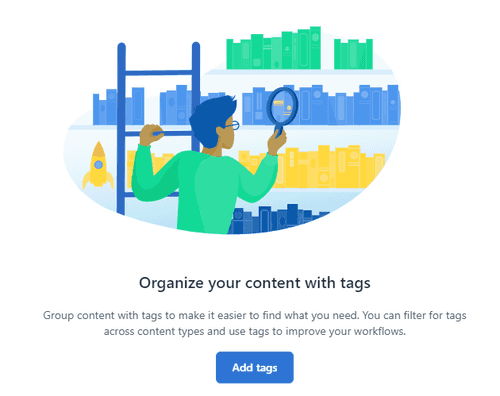 Organize your content with tags
Group content with tags to make it easier to find what you need. You can filter for tags
across content types and use tags to improve your workflows.
Add tags